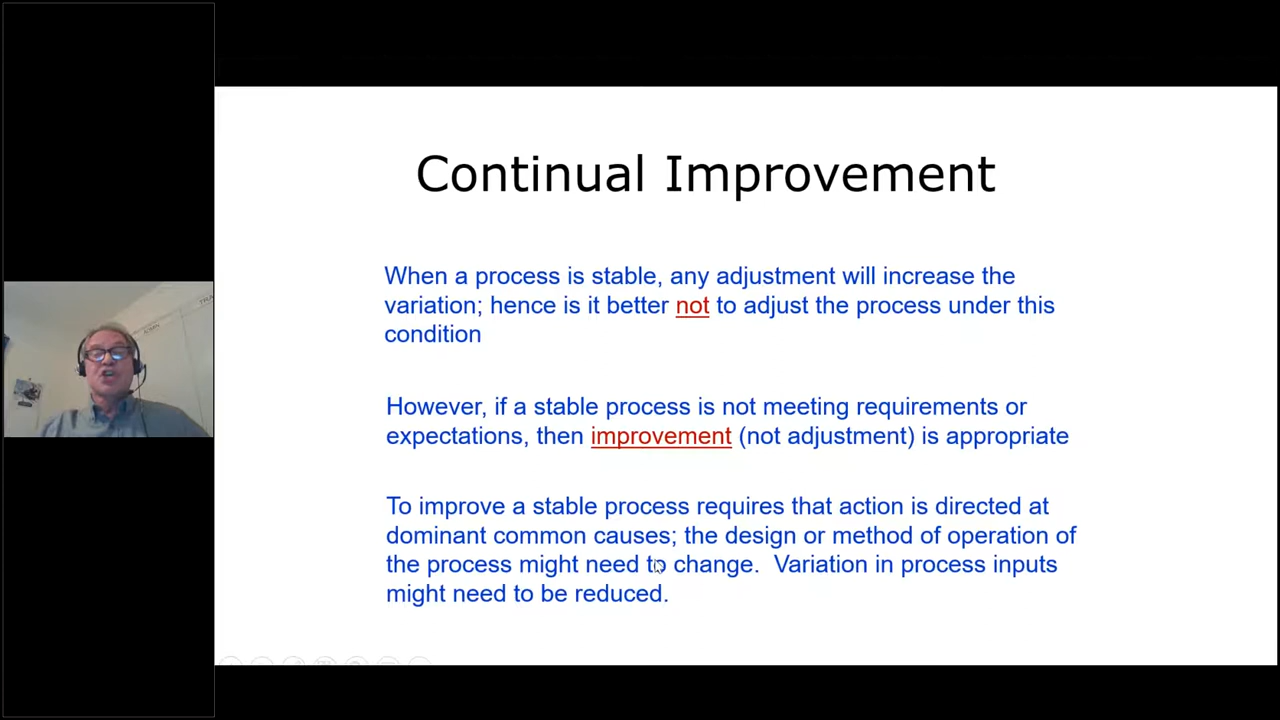 Continual Improvement
When a process is stable, any adjustment will increase the
variation; hence is it better not to adjust the process under this
condition
However, if a stable process is not meeting requirements or
expectations, then improvement (not adjustment) is appropriate
To improve a stable process requires that action is directed at
dominant common causes; the design or method of operation of
the process might need to change.  Variation in process inputs
might need to be reduced.